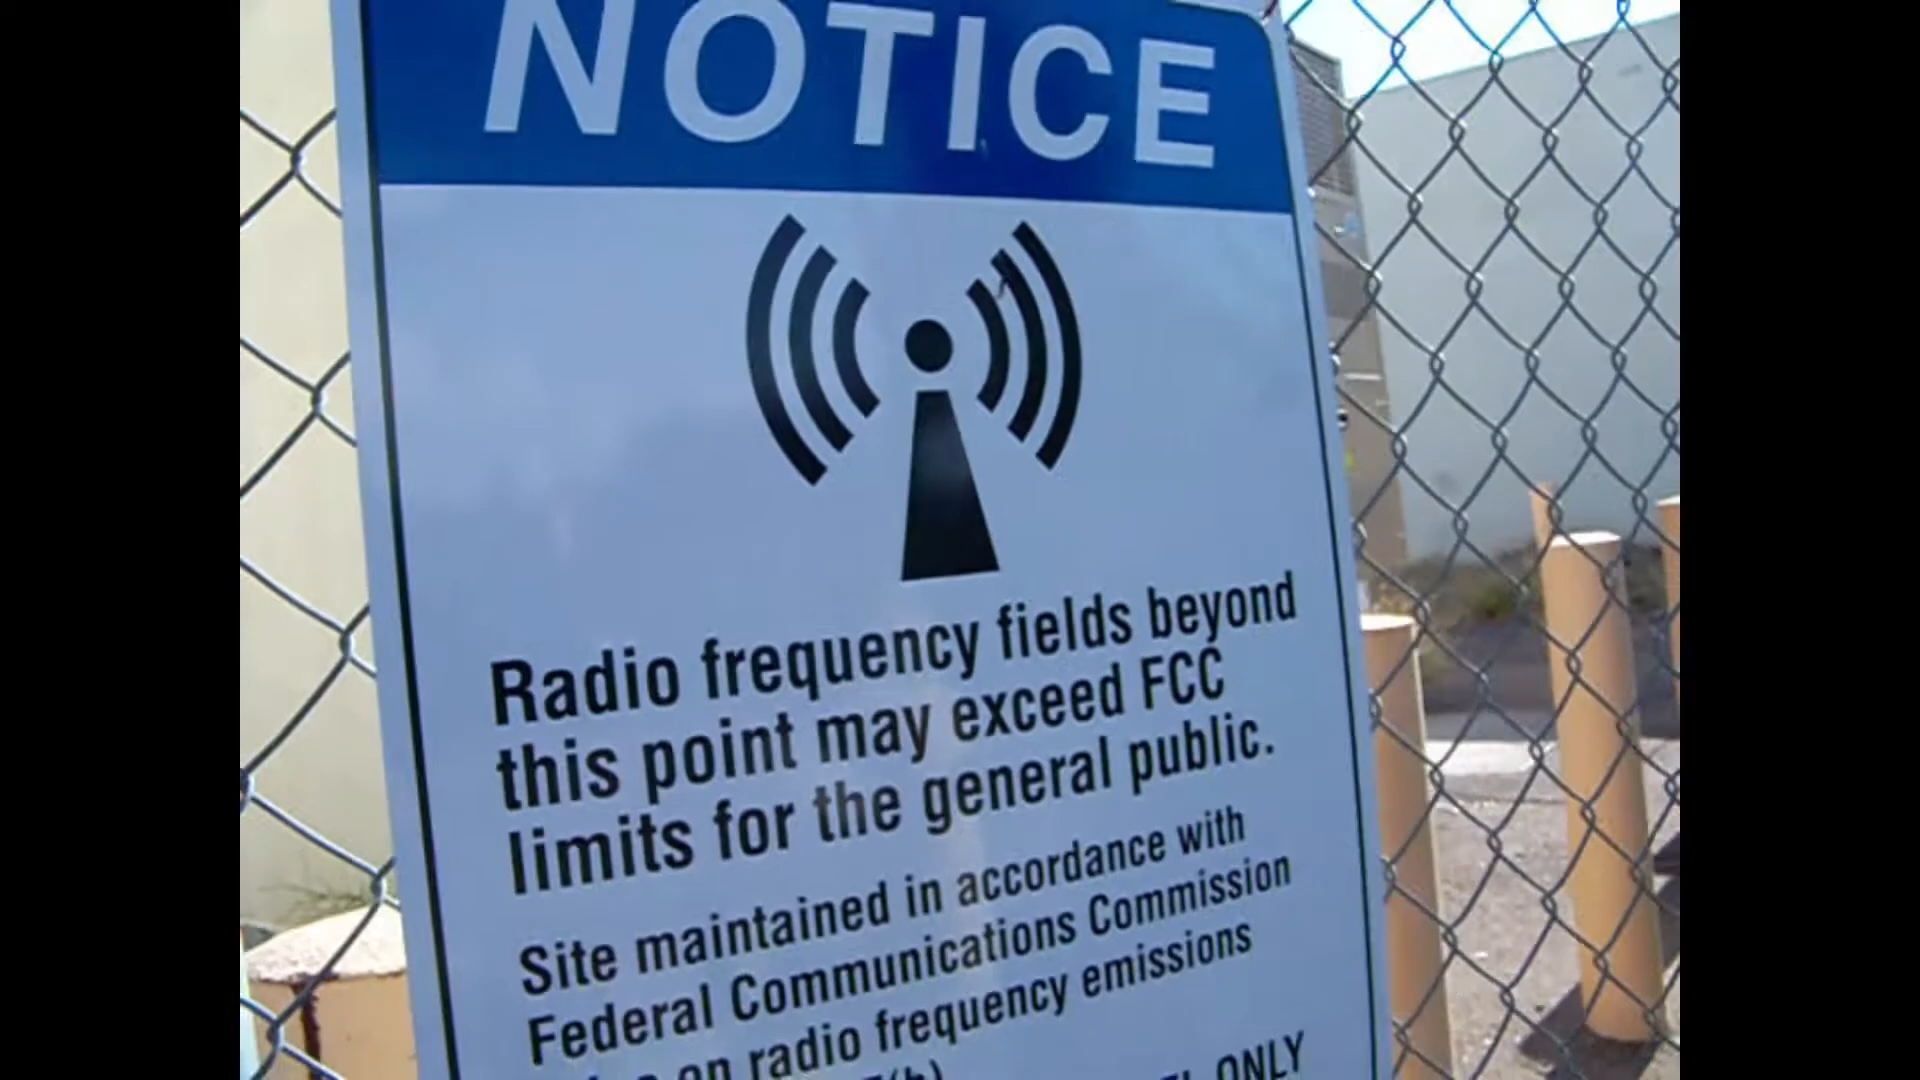 NOTICE
Radio frequency fields beyond
this point may exceed FCC
limits for the general public.
Site maintained in accordance with
Federal Communications Commission
on radio frequency emissions
ONLY